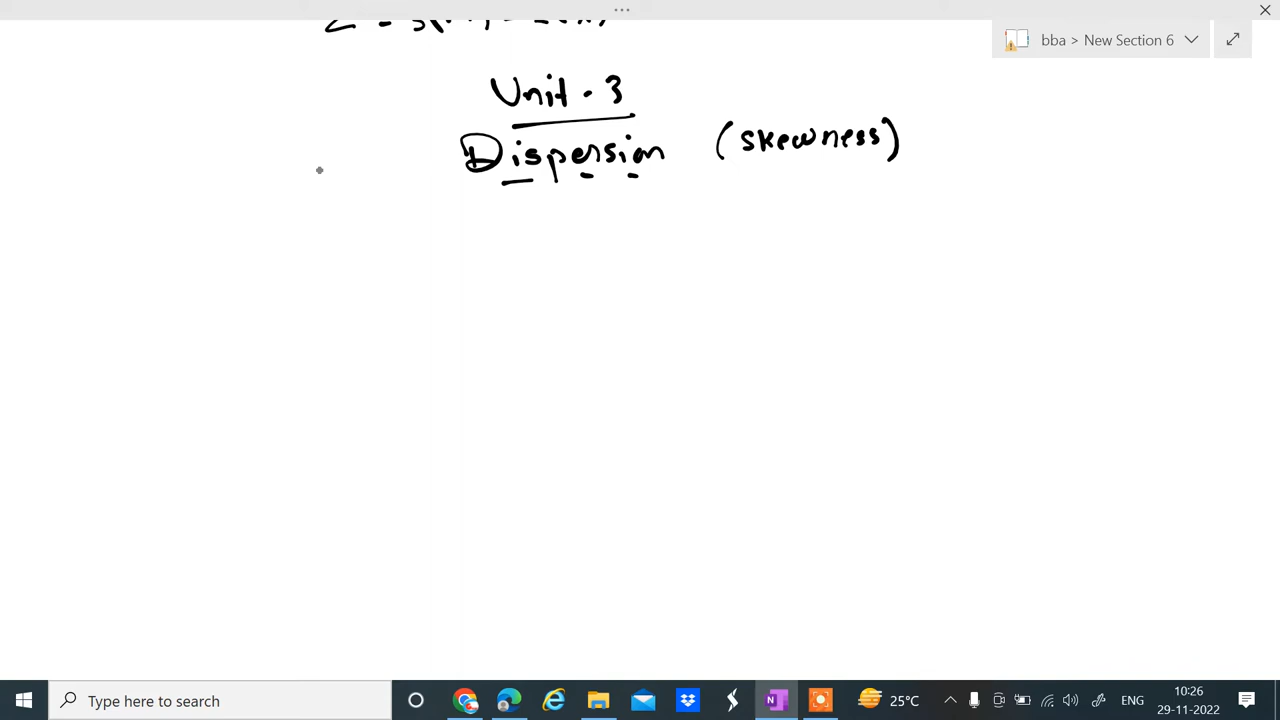 bba > New Section 6
Unit - 3
Dispersion (skewness)
Type here to search
25°C
ENG
10:26
29-11-2022